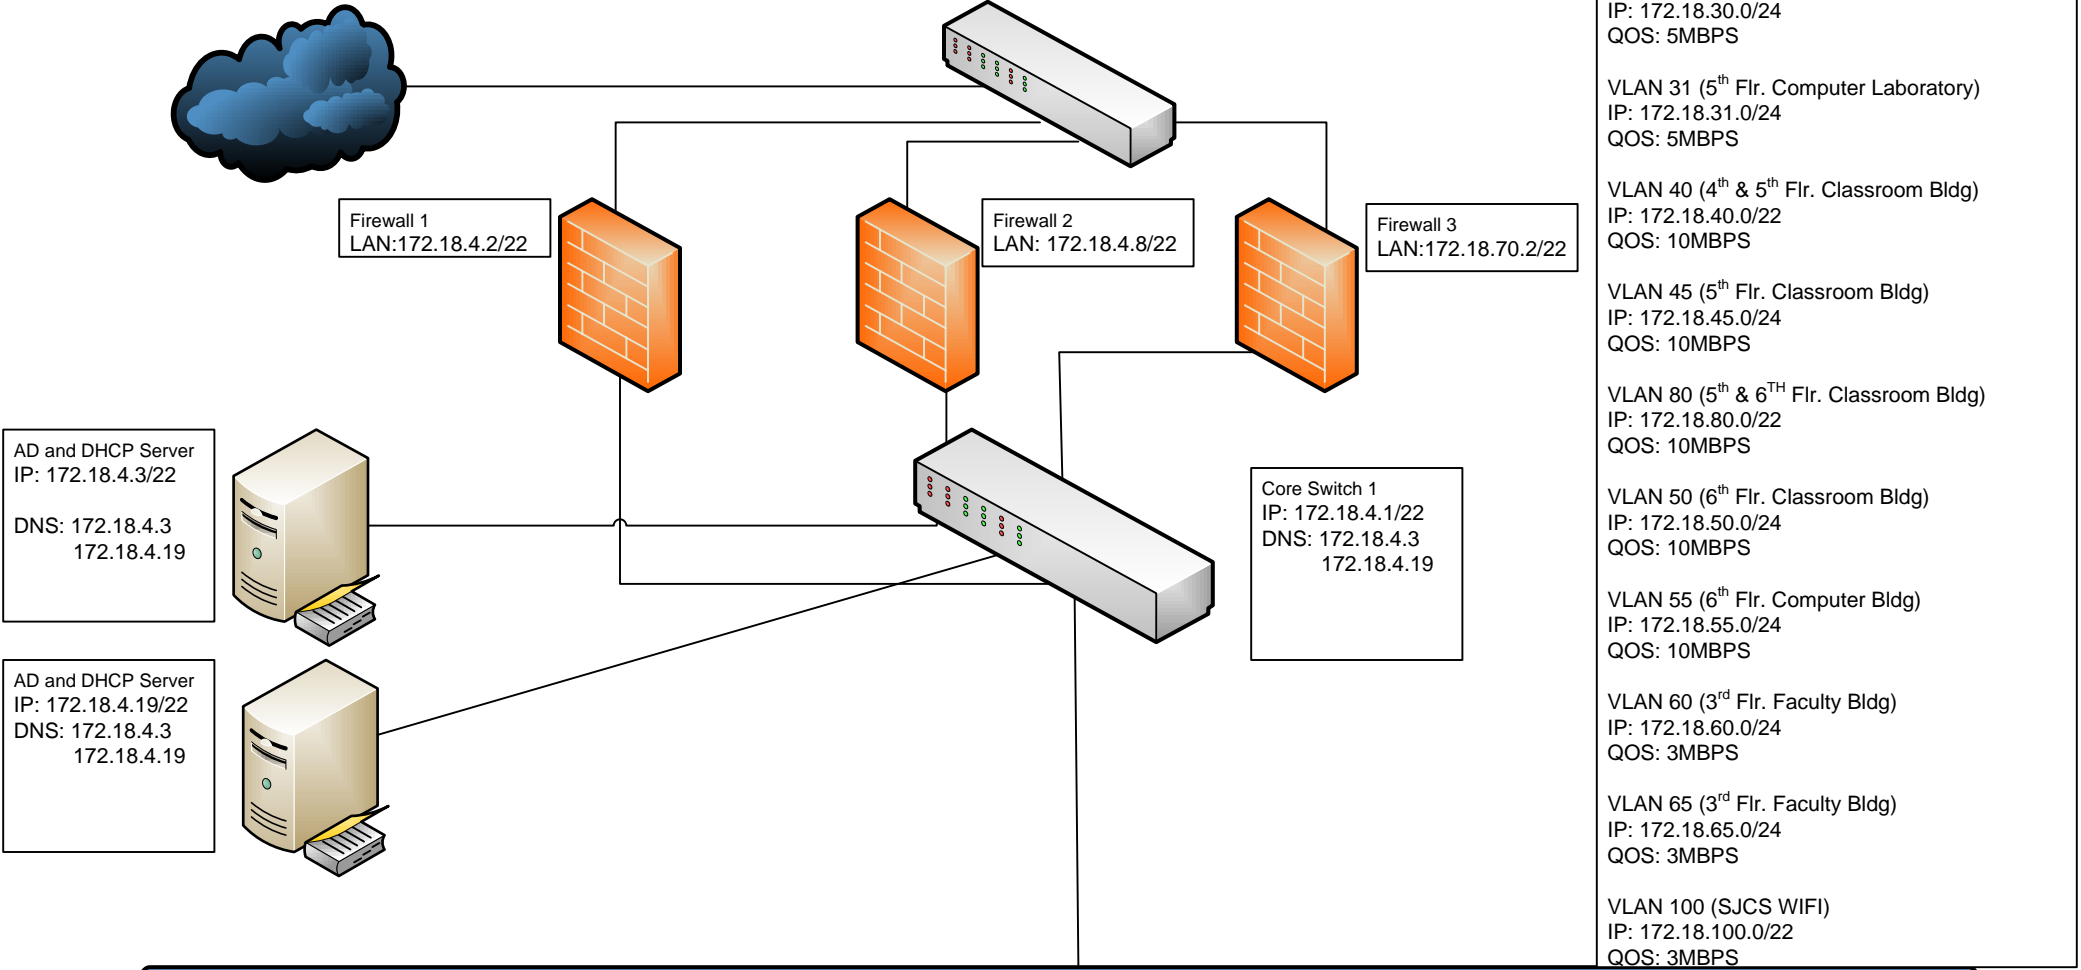 Firewall 1
LAN:172.18.4.2/22
Firewall 2
LAN: 172.18.4.8/22
Firewall 3
LAN:172.18.70.2/22
AD and DHCP Server
IP: 172.18.4.3/22
DNS: 172.18.4.3
172.18.4.19
Core Switch 1
IP: 172.18.4.1/22
DNS: 172.18.4.3
172.18.4.19
AD and DHCP Server
IP: 172.18.4.19/22
DNS: 172.18.4.3
172.18.4.19
IP: 172.18.30.0/24
QOS: 5MBPS
VLAN 31 (5th Flr. Computer Laboratory)
IP: 172.18.31.0/24
QOS: 5MBPS
VLAN 40 (4th & 5th Flr. Classroom Bldg)
IP: 172.18.40.0/22
QOS: 10MBPS
VLAN 45 (5th Flr. Classroom Bldg)
IP: 172.18.45.0/24
QOS: 10MBPS
VLAN 80 (5th & 6TH Flr. Classroom Bldg)
IP: 172.18.80.0/22
QOS: 10MBPS
VLAN 50 (6th Flr. Classroom Bldg)
IP: 172.18.50.0/24
QOS: 10MBPS
VLAN 55 (6th Flr. Computer Bldg)
IP: 172.18.55.0/24
QOS: 10MBPS
VLAN 60 (3rd Flr. Faculty Bldg)
IP: 172.18.60.0/24
QOS: 3MBPS
VLAN 65 (3rd Flr. Faculty Bldg)
IP: 172.18.65.0/24
QOS: 3MBPS
VLAN 100 (SJCS WIFI)
IP: 172.18.100.0/22
QOS: 3MBPS